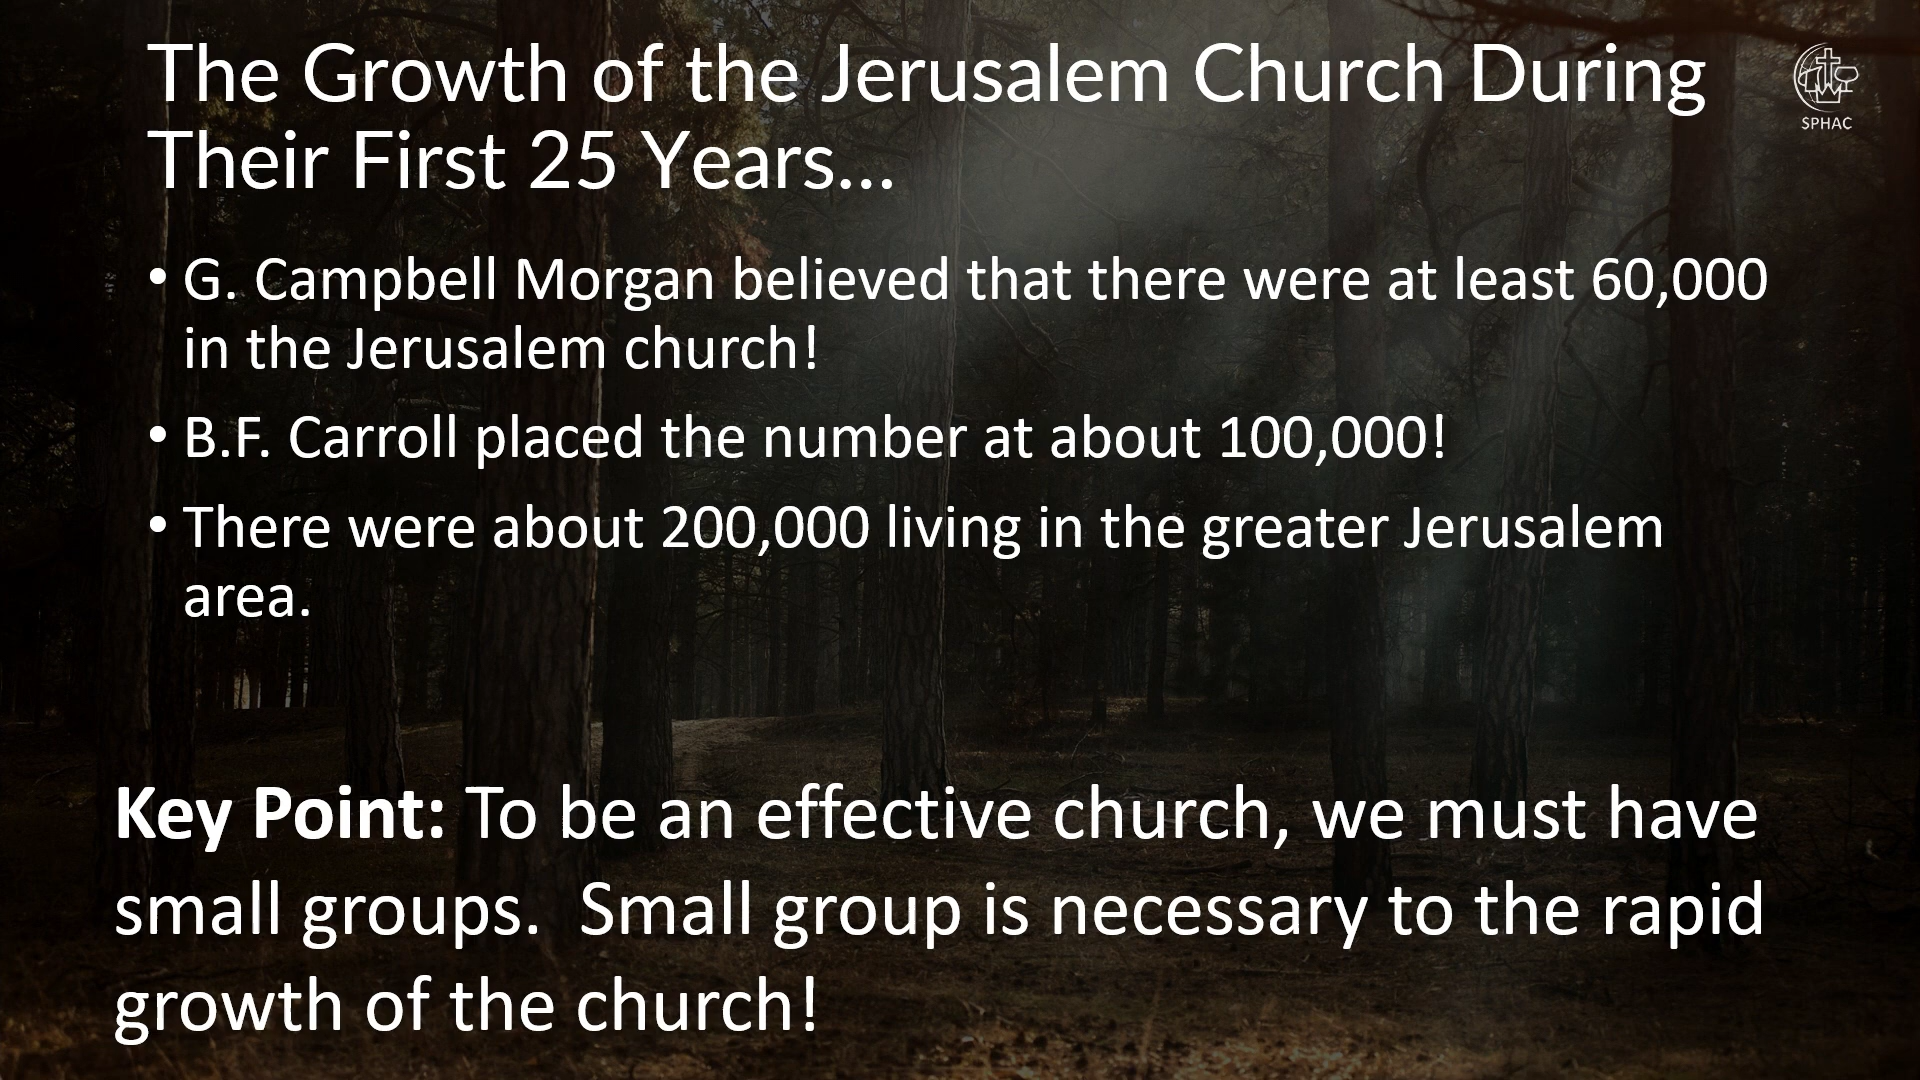 The Growth of the Jerusalem Church During
Their First 25 Years…
SPHAC
• G. Campbell Morgan believed that there were at least 60,000
in the Jerusalem church!
• B.F. Carroll placed the number at about 100,000!
• There were about 200,000 living in the greater Jerusalem
area.
Key Point: To be an effective church, we must have
small groups.  Small group is necessary to the rapid
growth of the church!